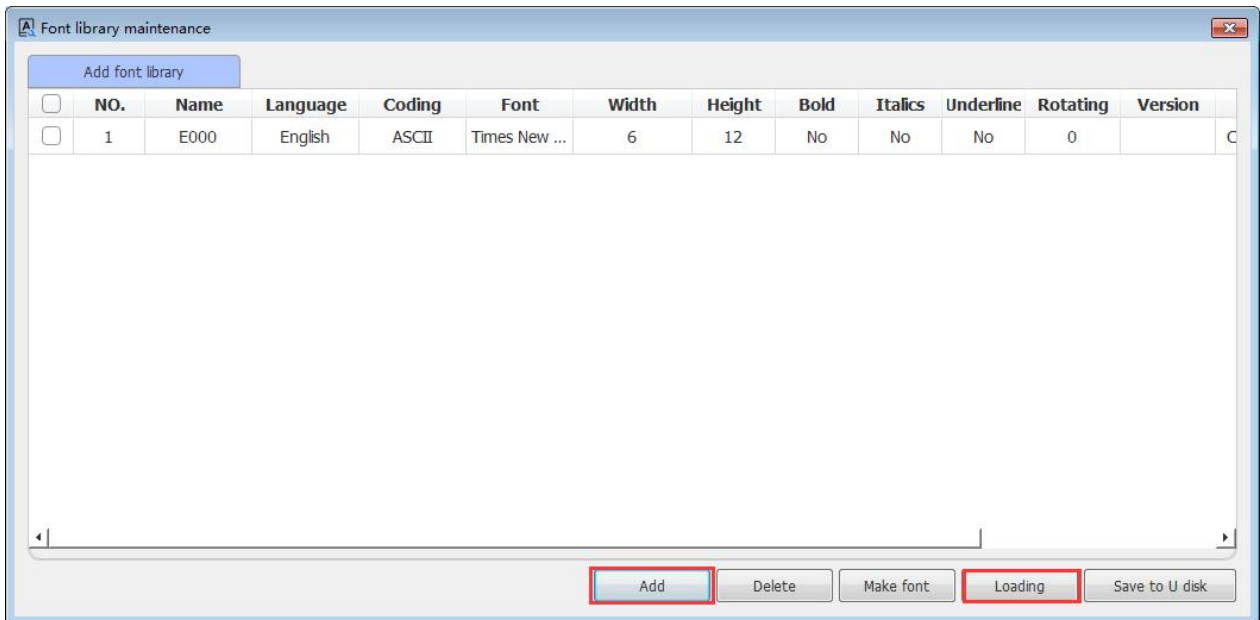 Font library maintenance
Add font library
NO. Name Language Coding Font Width Height Bold Italics Underline Rotating Version
1 E000 English ASCII Times New ... 6 12 No No No 0
Add Delete Make font Loading Save to U disk